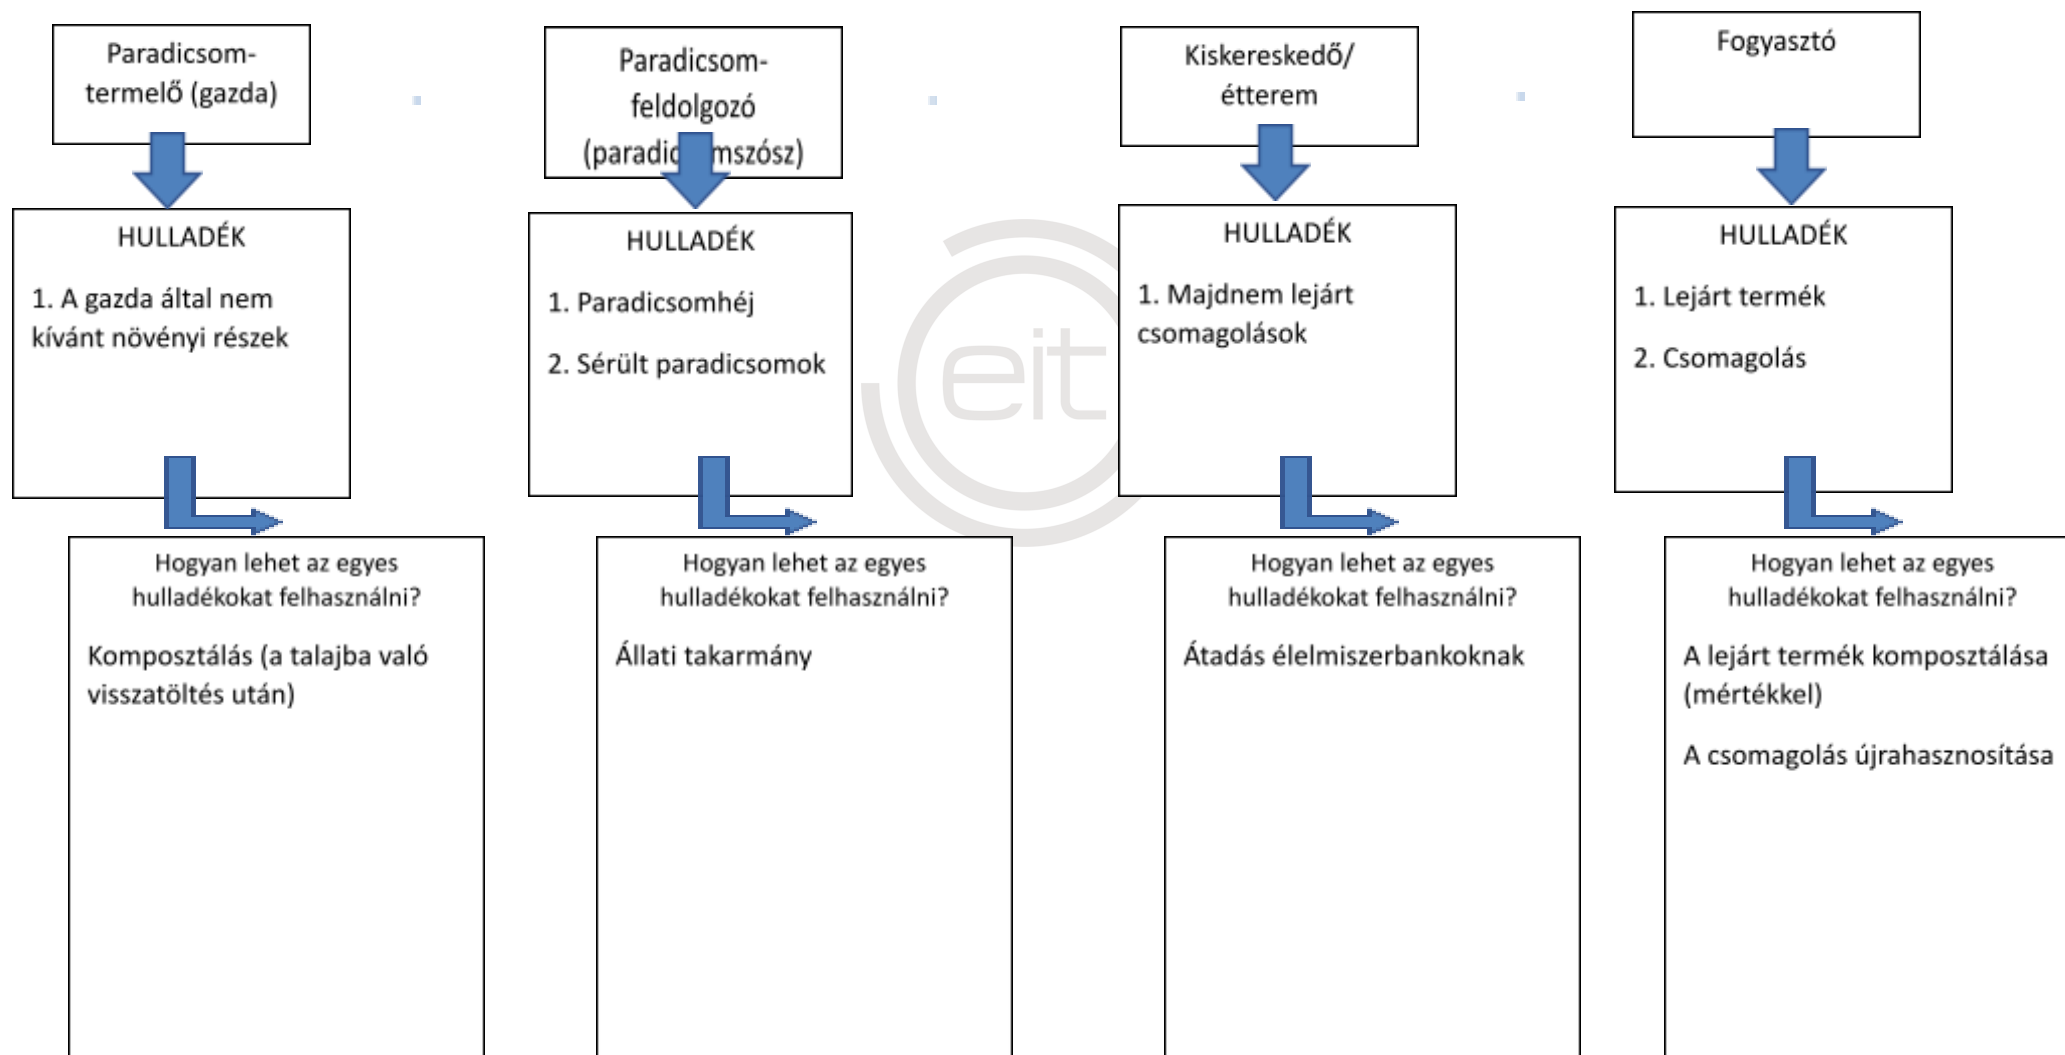 Paradicsom-
termelő (gazda)
HULLADÉK
1. A gazda által nem
kívánt növényi részek
Hogyan lehet az egyes
hulladékokat felhasználni?
Komposztálás (a talajba való
visszatöltés után)
Paradicsom-
feldolgozó
HULLADÉK
1. Paradicsomhéj
2. Sérült paradicsomok
Hogyan lehet az egyes
hulladékokat felhasználni?
Állati takarmány
Kiskereskedő/
étterem
HULLADÉK
1. Majdnem lejárt
csomagolások
Hogyan lehet az egyes
hulladékokat felhasználni?
Átadás élelmiszerbankoknak
Fogyasztó
HULLADÉK
1. Lejárt termék
2. Csomagolás
Hogyan lehet az egyes
hulladékokat felhasználni?
A lejárt termék komposztálása
(mértékkel)
A csomagolás újrahasznosítása
eit